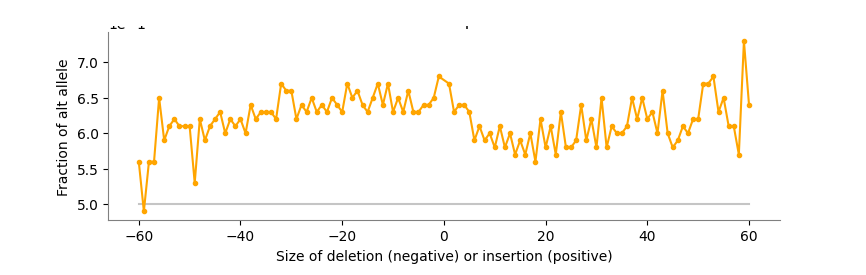 7.0
6.5
6.0
5.5
5.0
Fraction of alt allele
−60 −40 −20 0 20 40 60
Size of deletion (negative) or insertion (positive)